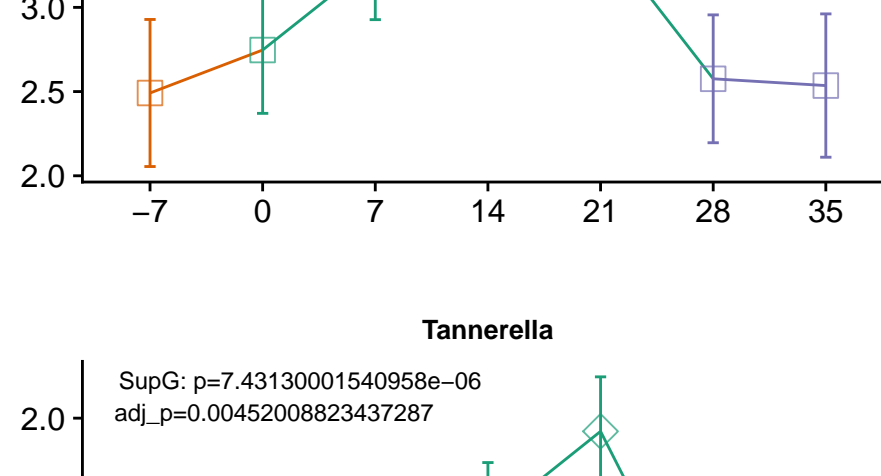 3.0
2.5
2.0
−7 0 7 14 21 28 35
Tannerella
SupG: p=7.43130001540958e−06
adj_p=0.00452008823437287
2.0